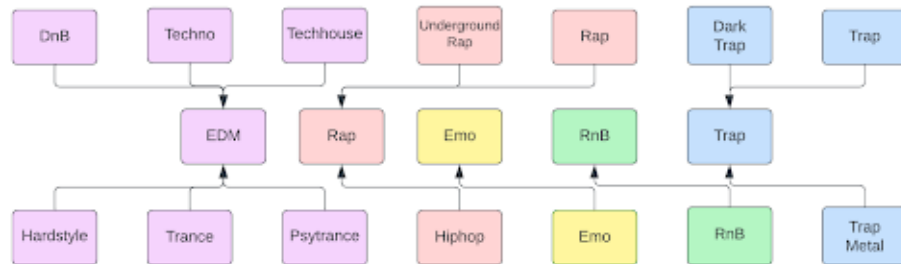 DnB
Techno
Techhouse
Underground
Rap
Rap
Dark
Trap
Trap
EDM
Rap
Emo
RnB
Trap
Hardstyle
Trance
Psytrance
Hiphop
Emo
RnB
Trap
Metal